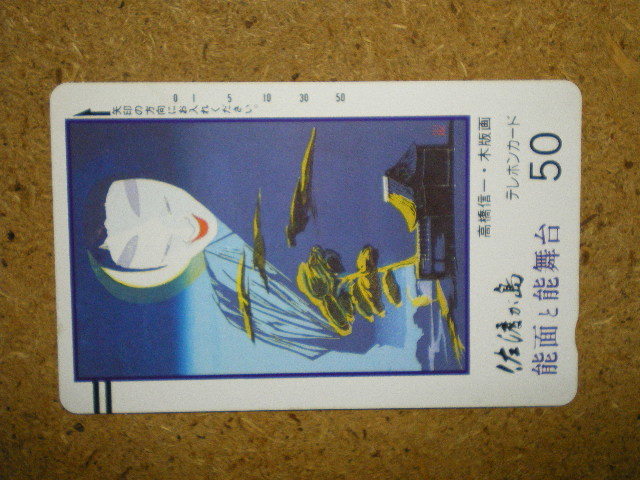 0 1 5 10 30 50
矢印の方向にお入れください。
高橋信一・木版画
テレホンカード
50
佐渡が島
能面と能舞台